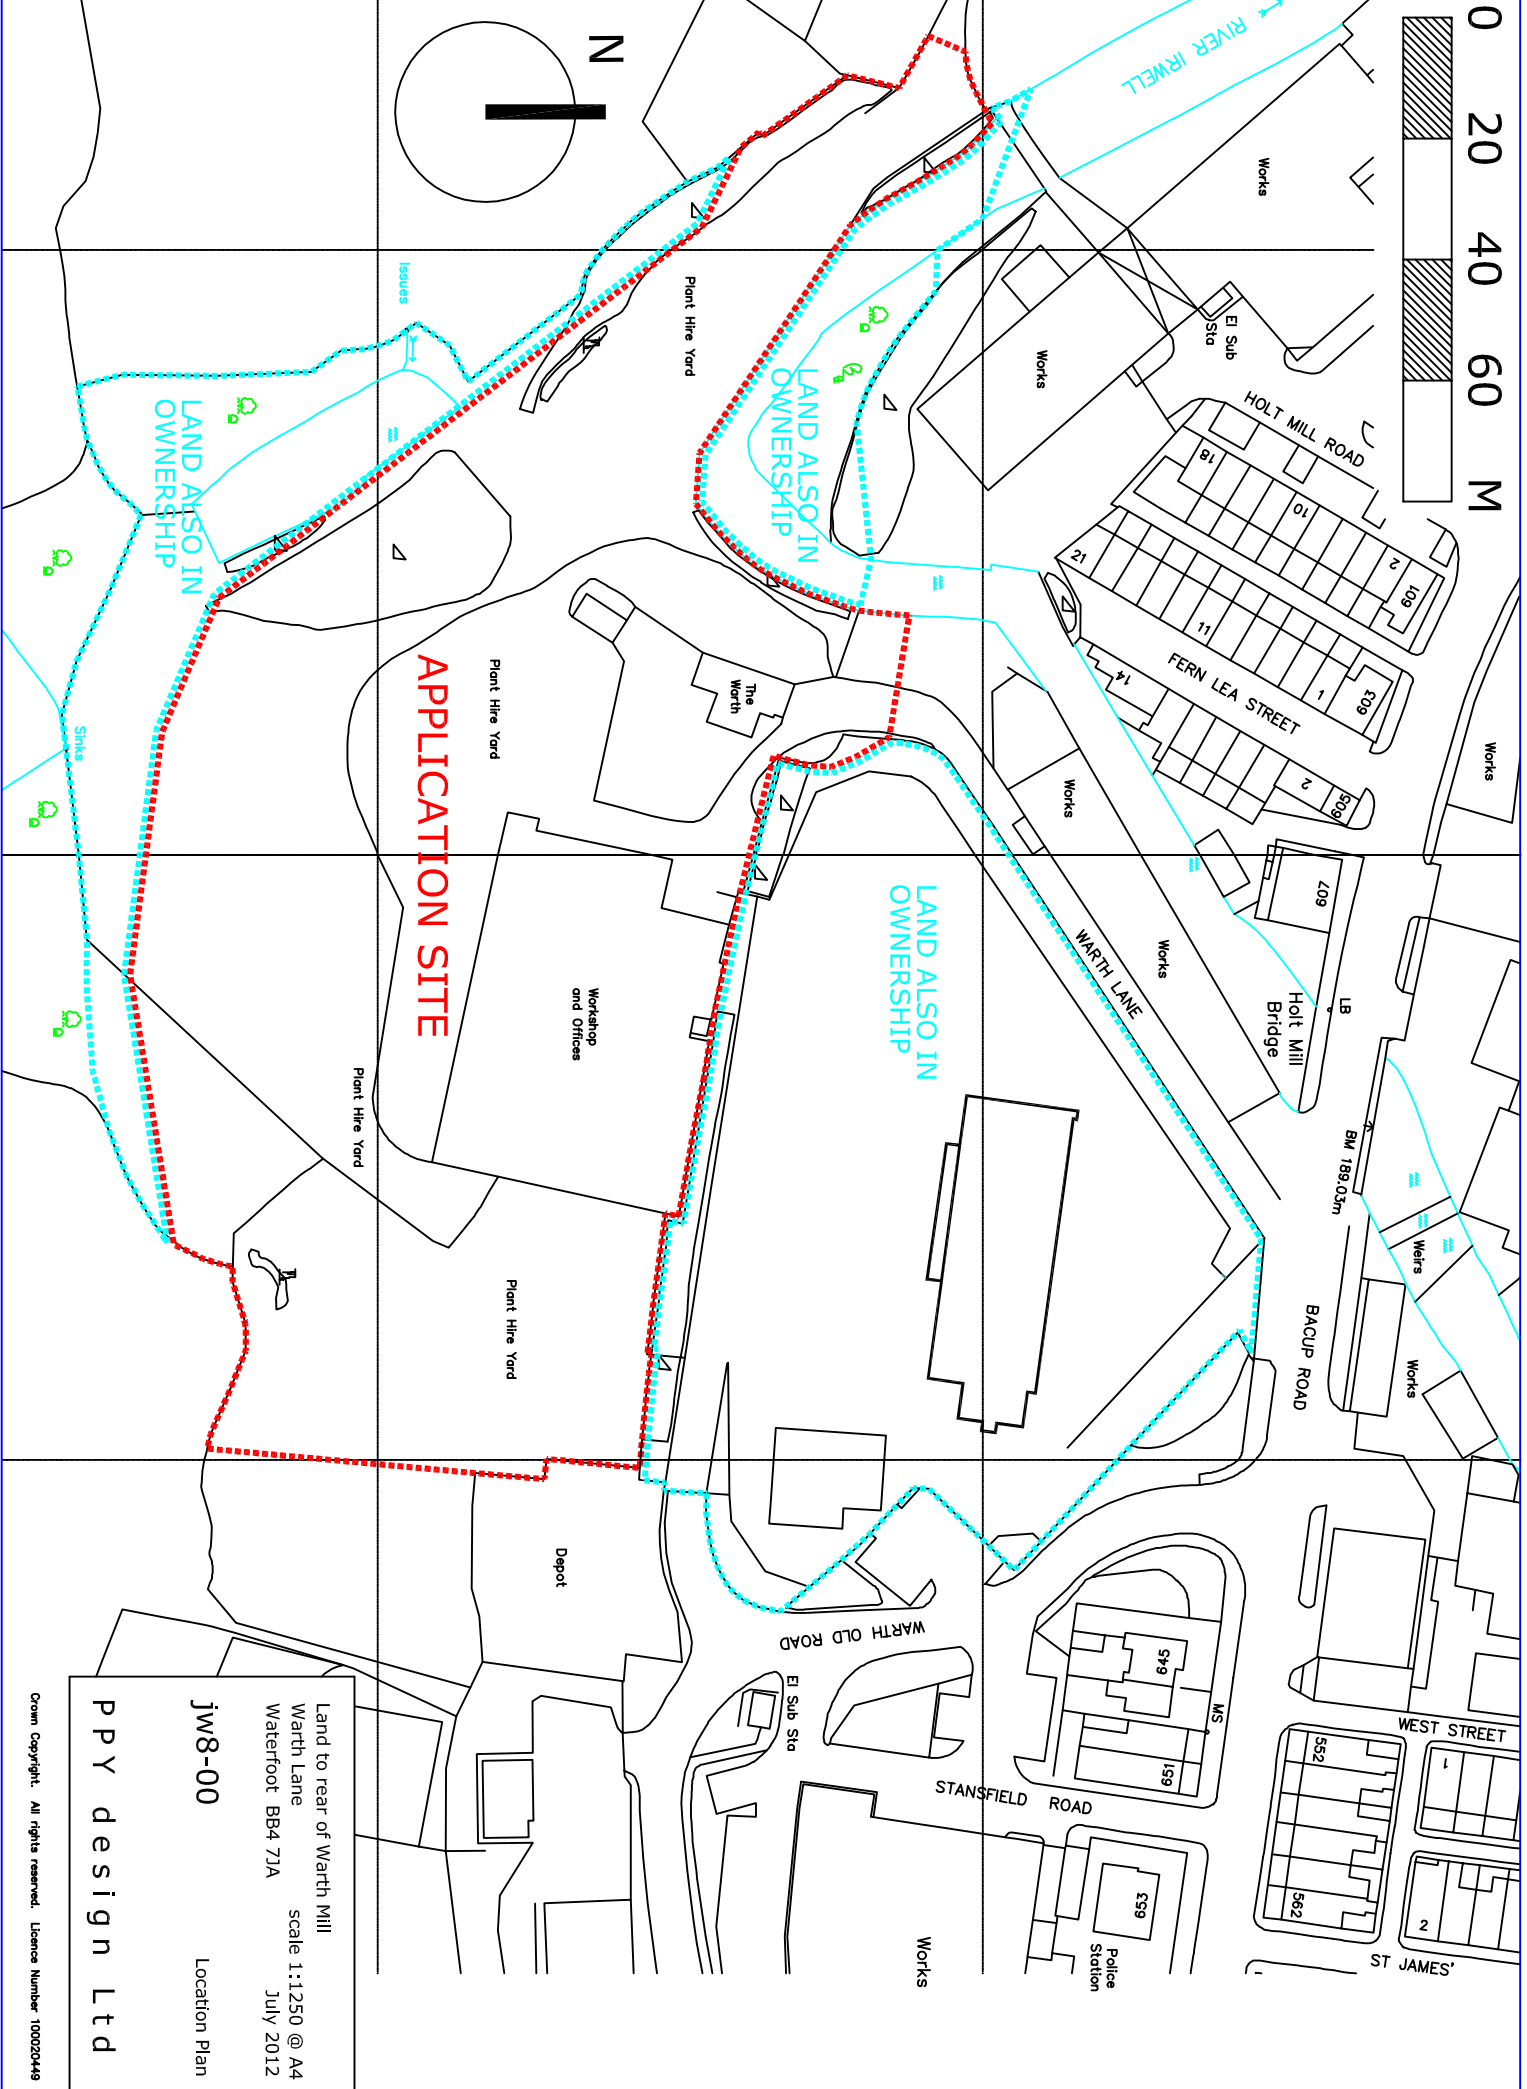 0 20 40 60 M
N
RIVER IRWELL
Works
El Sub
Sta
Works
HOLT MILL ROAD
18
10
2
601
21
11
1
603
FERN LEA STREET
14
2
605
Works
607
LB
Holt Mill
Bridge
BM 189.03m
Weirs
Works
BACUP ROAD
Works
Works
WARTH LANE
Issues
Plant Hire Yard
LAND ALSO IN
OWNERSHIP
LAND ALSO IN
OWNERSHIP
The
Warth
Plant Hire Yard
APPLICATION SITE
Sinks
LAND ALSO IN
OWNERSHIP
Workshop
and Offices
Plant Hire Yard
Plant Hire Yard
Depot
WARTH OLD ROAD
El Sub Sta
645
MS
651
STANSFIELD ROAD
653
Police
Station
Works
WEST STREET
552
562
1
2
ST JAMES'
Land to rear of Warth Mill
Warth Lane
Waterfoot BB4 7JA
scale 1:1250 @ A4
July 2012
jw8-00
Location Plan
PPY design Ltd
Crown Copyright. All rights reserved. Licence Number 100020449